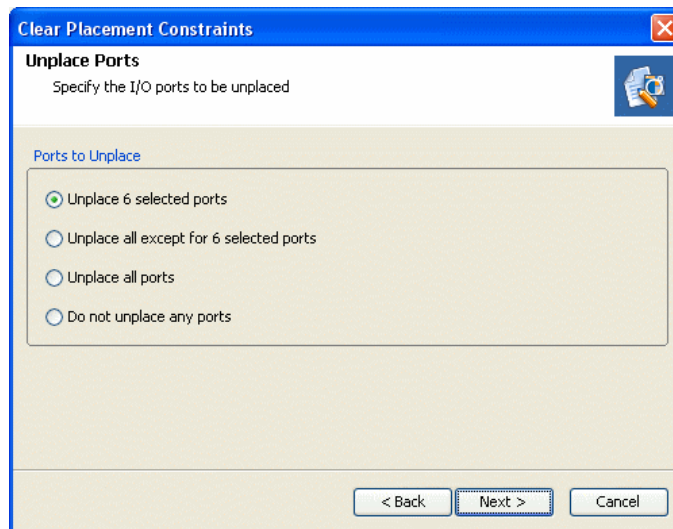 Clear Placement Constraints
Unplace Ports
Specify the I/O ports to be unplaced
Ports to Unplace
Unplace 6 selected ports
Unplace all except for 6 selected ports
Unplace all ports
Do not unplace any ports
< Back Next > Cancel